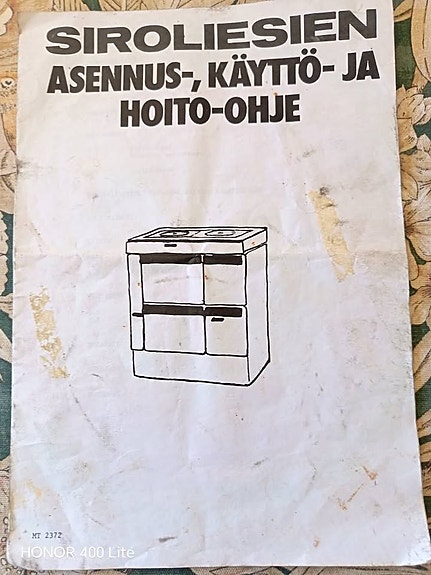 SIROLIESIEN
ASENNUS-, KÄYTTÖ- JA
HOITO-OHJE
MT 2372
HONOR 400 Lite